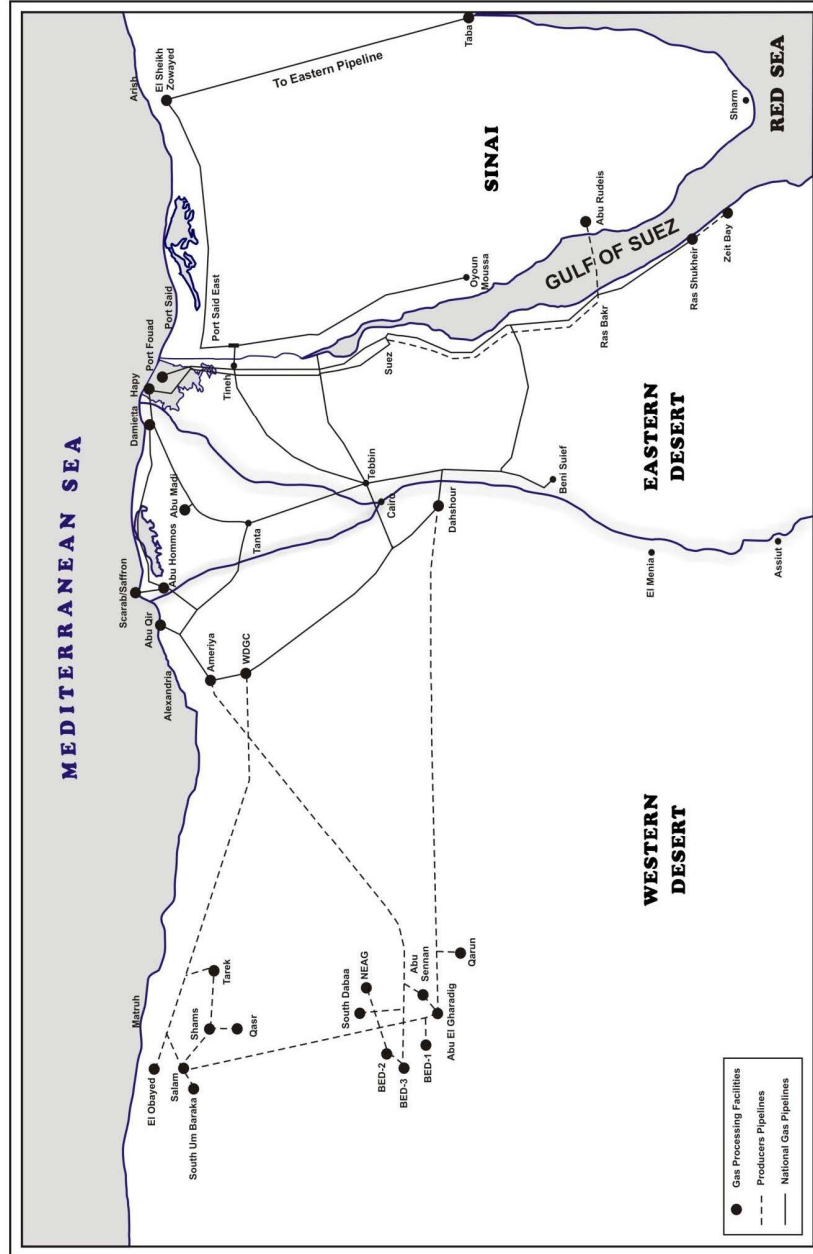 MEDITERRANEAN SEA
Matruh
El Obayed
Salam
South Um Baraka
Shams
Qasr
Tarek
Alexandria
Abu Qir
Scarab/Saffron
Abu Hommos
Abu Madi
Damietta
Hapy
Port Fouad
Port Said
Port Said East
Arish
El Sheikh
Zowayed
To Eastern Pipeline
Taba
Ameriya
WDGC
Tanta
Tineh
Tebbin
Cairo
Suez
Oyoun
Moussa
SINAI
South Dabaa
NEAG
BED-2
BED-3
BED-1
Abu
Sennan
Abu El Gharadig
Qarun
Dahshour
Beni Suief
Ras Bakr
Abu Rudeis
GULF OF SUEZ
Ras Shukheir
Zeit Bay
Sharm
RED SEA
El Menia
Assiut
WESTERN
DESERT
EASTERN
DESERT
Gas Processing Facilities
Producers Pipelines
National Gas Pipelines